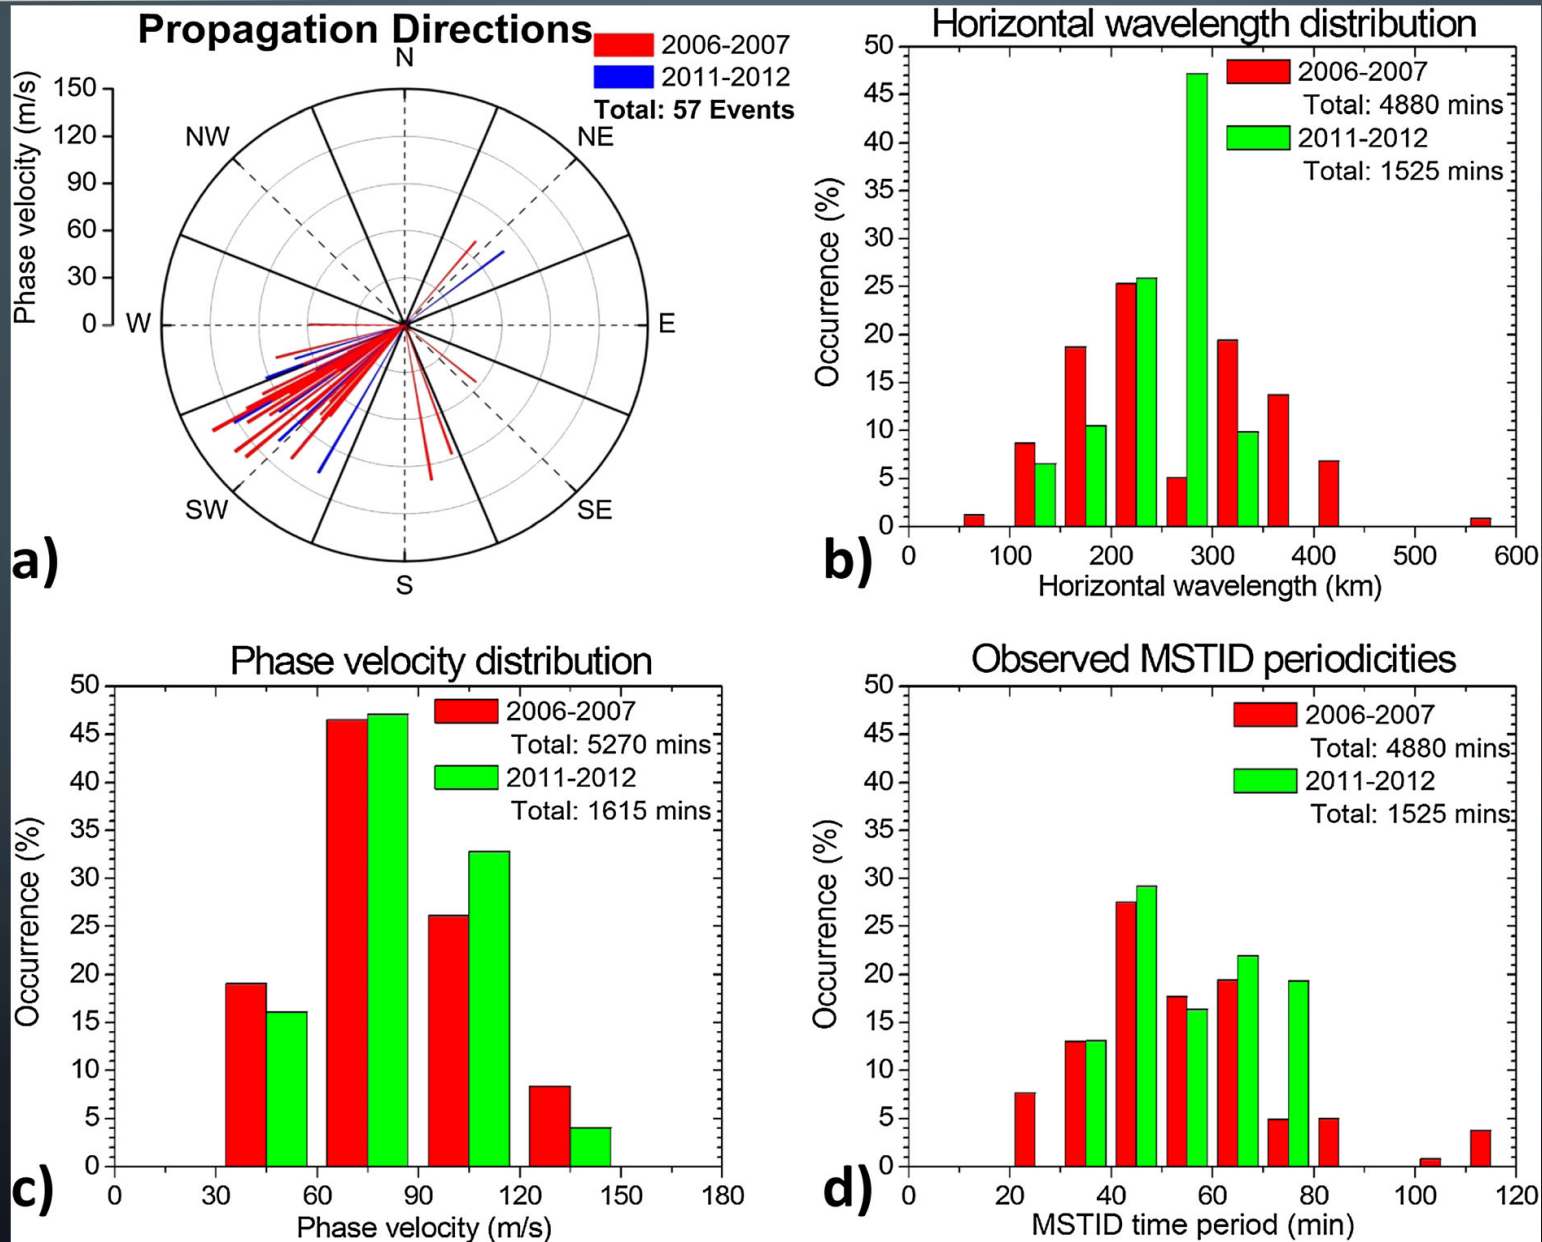 Propagation Directions
2006-2007
2011-2012
Total: 57 Events
Phase velocity (m/s)
150
120
90
60
30
0
N
NE
E
SE
S
SW
W
NW
a)
Horizontal wavelength distribution
2006-2007
Total: 4880 mins
2011-2012
Total: 1525 mins
Occurrence (%)
50
45
40
35
30
25
20
15
10
5
0
0 100 200 300 400 500 600
Horizontal wavelength (km)
b)
Phase velocity distribution
2006-2007
Total: 5270 mins
2011-2012
Total: 1615 mins
Occurrence (%)
50
45
40
35
30
25
20
15
10
5
0
0 30 60 90 120 150 180
Phase velocity (m/s)
c)
Observed MSTID periodicities
2006-2007
Total: 4880 mins
2011-2012
Total: 1525 mins
Occurrence (%)
50
45
40
35
30
25
20
15
10
5
0
0 20 40 60 80 100 120
MSTID time period (min)
d)